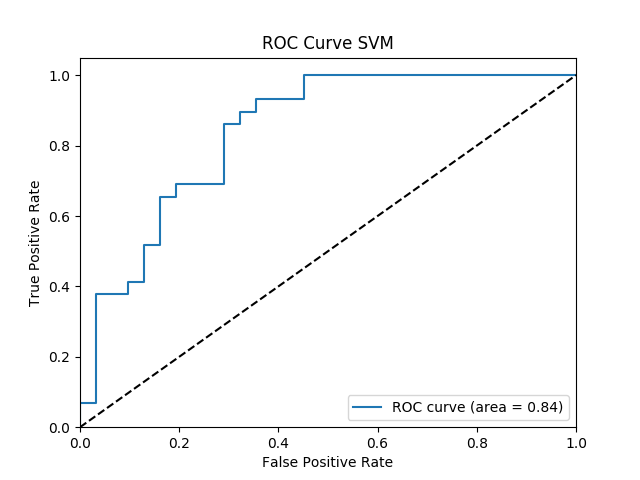 ROC Curve SVM
True Positive Rate
1.0
0.8
0.6
0.4
0.2
0.0
ROC curve (area = 0.84)
0.0 0.2 0.4 0.6 0.8 1.0
False Positive Rate